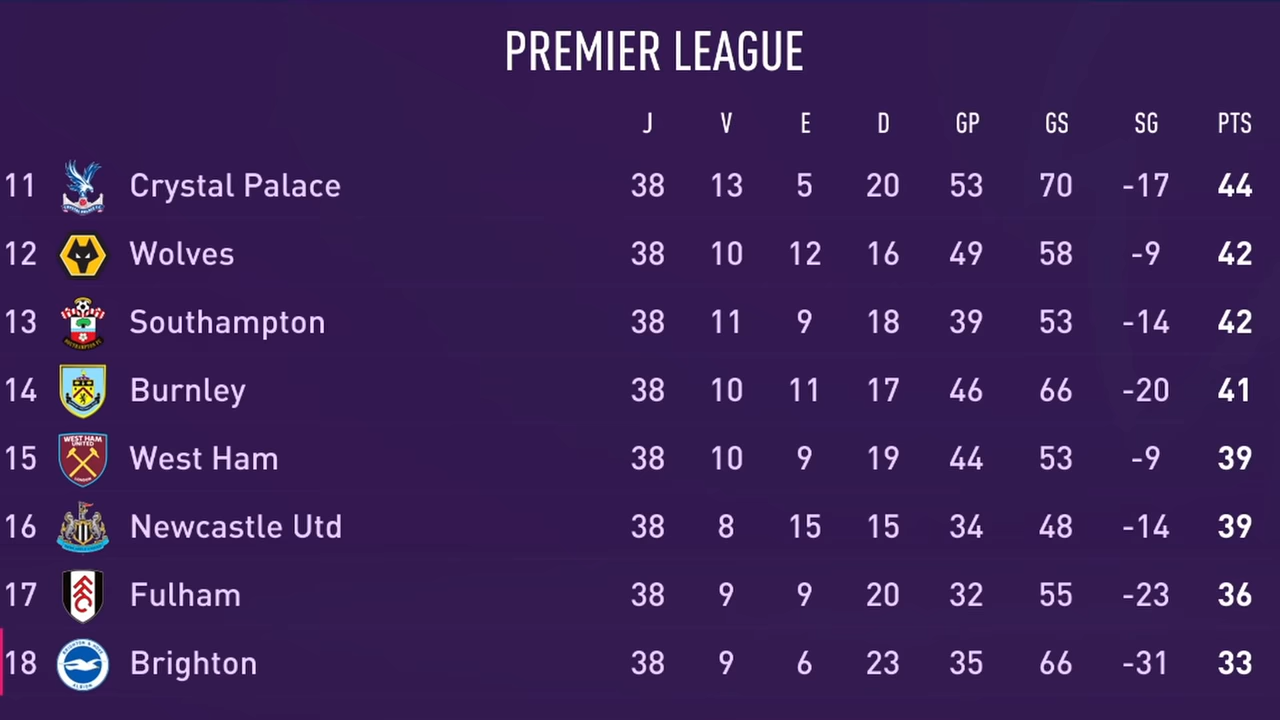 PREMIER LEAGUE
J V E D GP GS SG PTS
11 Crystal Palace 38 13 5 20 53 70 -17 44
12 Wolves 38 10 12 16 49 58 -9 42
13 Southampton 38 11 9 18 39 53 -14 42
14 Burnley 38 10 11 17 46 66 -20 41
15 WEST HAM UNITED LONDON West Ham 38 10 9 19 44 53 -9 39
16 Newcastle Utd 38 8 15 15 34 48 -14 39
17 Fulham 38 9 9 20 32 55 -23 36
18 Brighton 38 9 6 23 35 66 -31 33